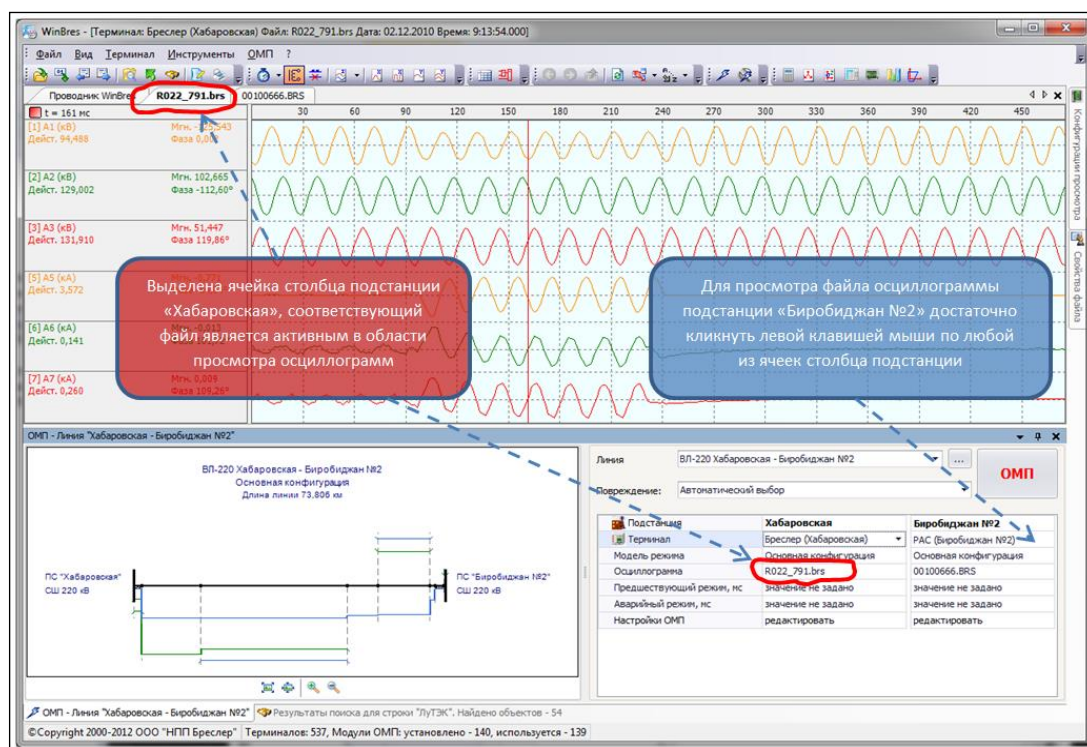 WinBres - [Терминал: Бреслер (Хабаровская) Файл: R022_791.brs Дата: 02.12.2010 Время: 9:13:54.000]
Файл Вид Терминал Инструменты ОМП ?
Проводник WinBres R022_791.brs 00100666.BRS
t = 161 мс
30 60 90 120 150 180 210 240 270 300 330 360 390 420 450
[1] A1 (кВ) Мгн.
Дейст. 94,488 Фаза
[2] A2 (кВ) Мгн. 102,665
Дейст. 129,002 Фаза -112,60°
[3] A3 (кВ) Мгн. 51,447
Дейст. 131,910 Фаза 119,86°
[5] A5 (кА)
Дейст. 3,572
[6] A6 (кА)
Дейст. 0,141
[7] A7 (кА) Мгн. 0,009
Дейст. 0,260 Фаза 109,26°
Выделена ячейка столбца подстанции
«Хабаровская», соответствующий
файл является активным в области
просмотра осциллограмм
Для просмотра файла осциллограммы
подстанции «Биробиджан №2» достаточно
кликнуть левой клавишей мыши по любой
из ячеек столбца подстанции
Конфигурации просмотра
Свойства файла
ОМП - Линия "Хабаровская - Биробиджан №2"
ВЛ-220 Хабаровская - Биробиджан №2
Основная конфигурация
Длина линии 73,806 км
ПС "Хабаровская"
СШ 220 кВ
ПС "Биробиджан №2"
СШ 220 кВ
Линия ВЛ-220 Хабаровская - Биробиджан №2 ...
ОМП
Повреждение: Автоматический выбор
Подстанция Хабаровская Биробиджан №2
Терминал Бреслер (Хабаровская) РАС (Биробиджан №2)
Модель режима Основная конфигурация Основная конфигурация
Осциллограмма R022_791.brs 00100666.BRS
Предшествующий режим, мс значение не задано значение не задано
Аварийный режим, мс значение не задано значение не задано
Настройки ОМП редактировать редактировать
ОМП - Линия "Хабаровская - Биробиджан №2" Результаты поиска для строки "ЛуТЭК". Найдено объектов - 54
©Copyright 2000-2012 ООО "НПП Бреслер" Терминалов: 537, Модули ОМП: установлено - 140, используется - 139